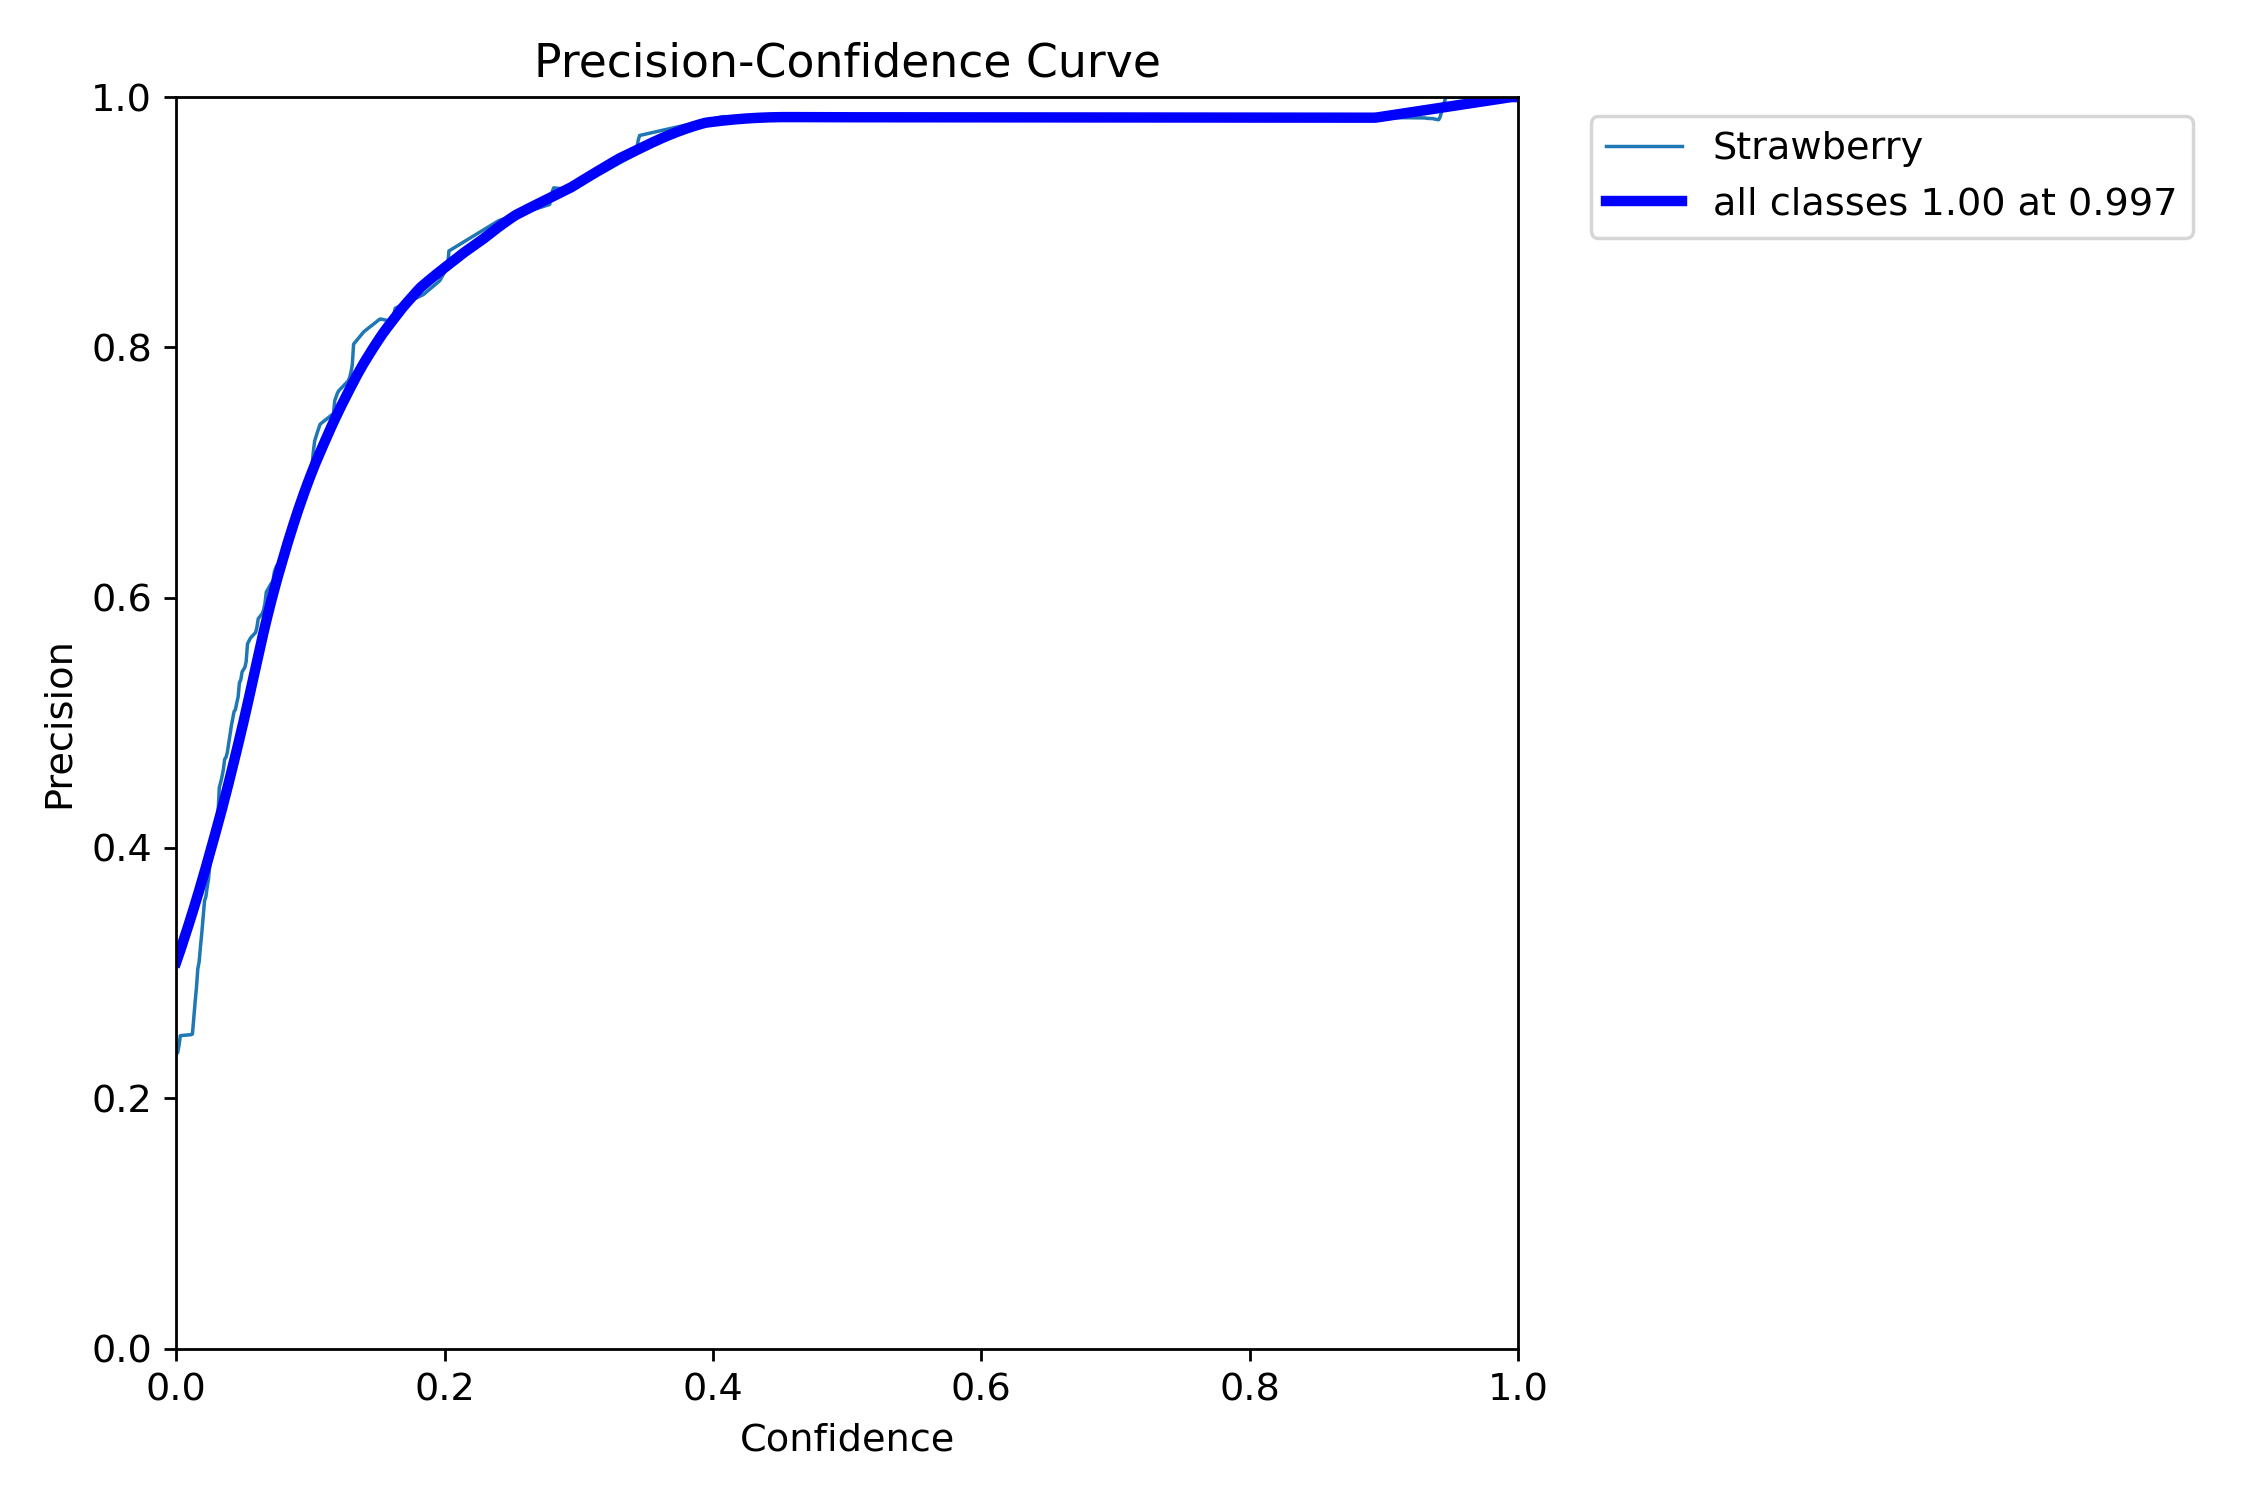 Precision-Confidence Curve
Strawberry
all classes 1.00 at 0.997
Precision
1.0
0.8
0.6
0.4
0.2
0.0
0.0 0.2 0.4 0.6 0.8 1.0
Confidence